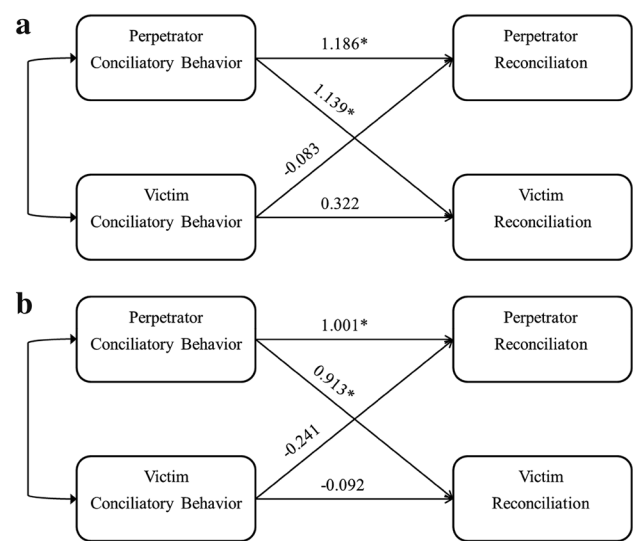 a
Perpetrator
Conciliatory Behavior
1.186*
Perpetrator
Reconciliaton
1.139*
-0.083
Victim
Conciliatory Behavior
0.322
Victim
Reconciliation
b
Perpetrator
Conciliatory Behavior
1.001*
Perpetrator
Reconciliaton
0.913*
-0.241
Victim
Conciliatory Behavior
-0.092
Victim
Reconciliation